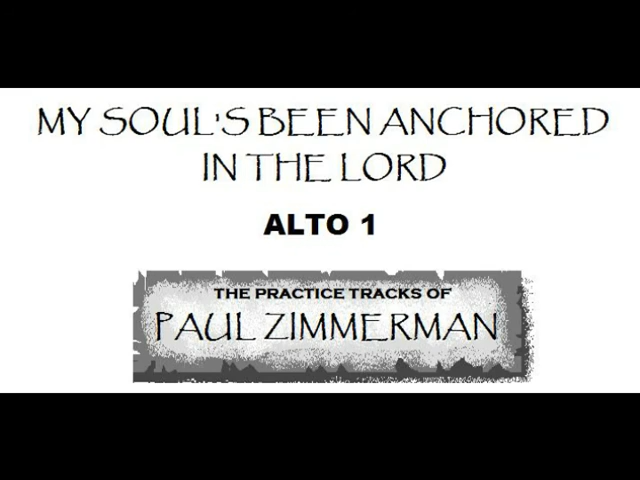 MY SOUL'S BEEN ANCHORED
IN THE LORD
ALTO 1
THE PRACTICE TRACKS OF
PAUL ZIMMERMAN